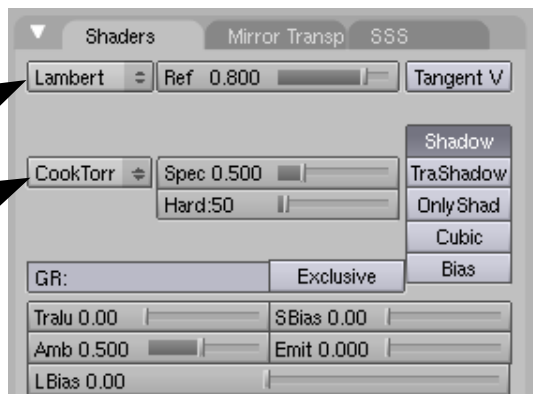 Shaders Mirror Transp SSS
Lambert Ref 0.800 Tangent V
Shadow
CookTorr Spec 0.500 TraShadow
Hard:50 OnlyShad
Cubic
GR: Exclusive Bias
Tralu 0.00 SBias 0.00
Amb 0.500 Emit 0.000
LBias 0.00